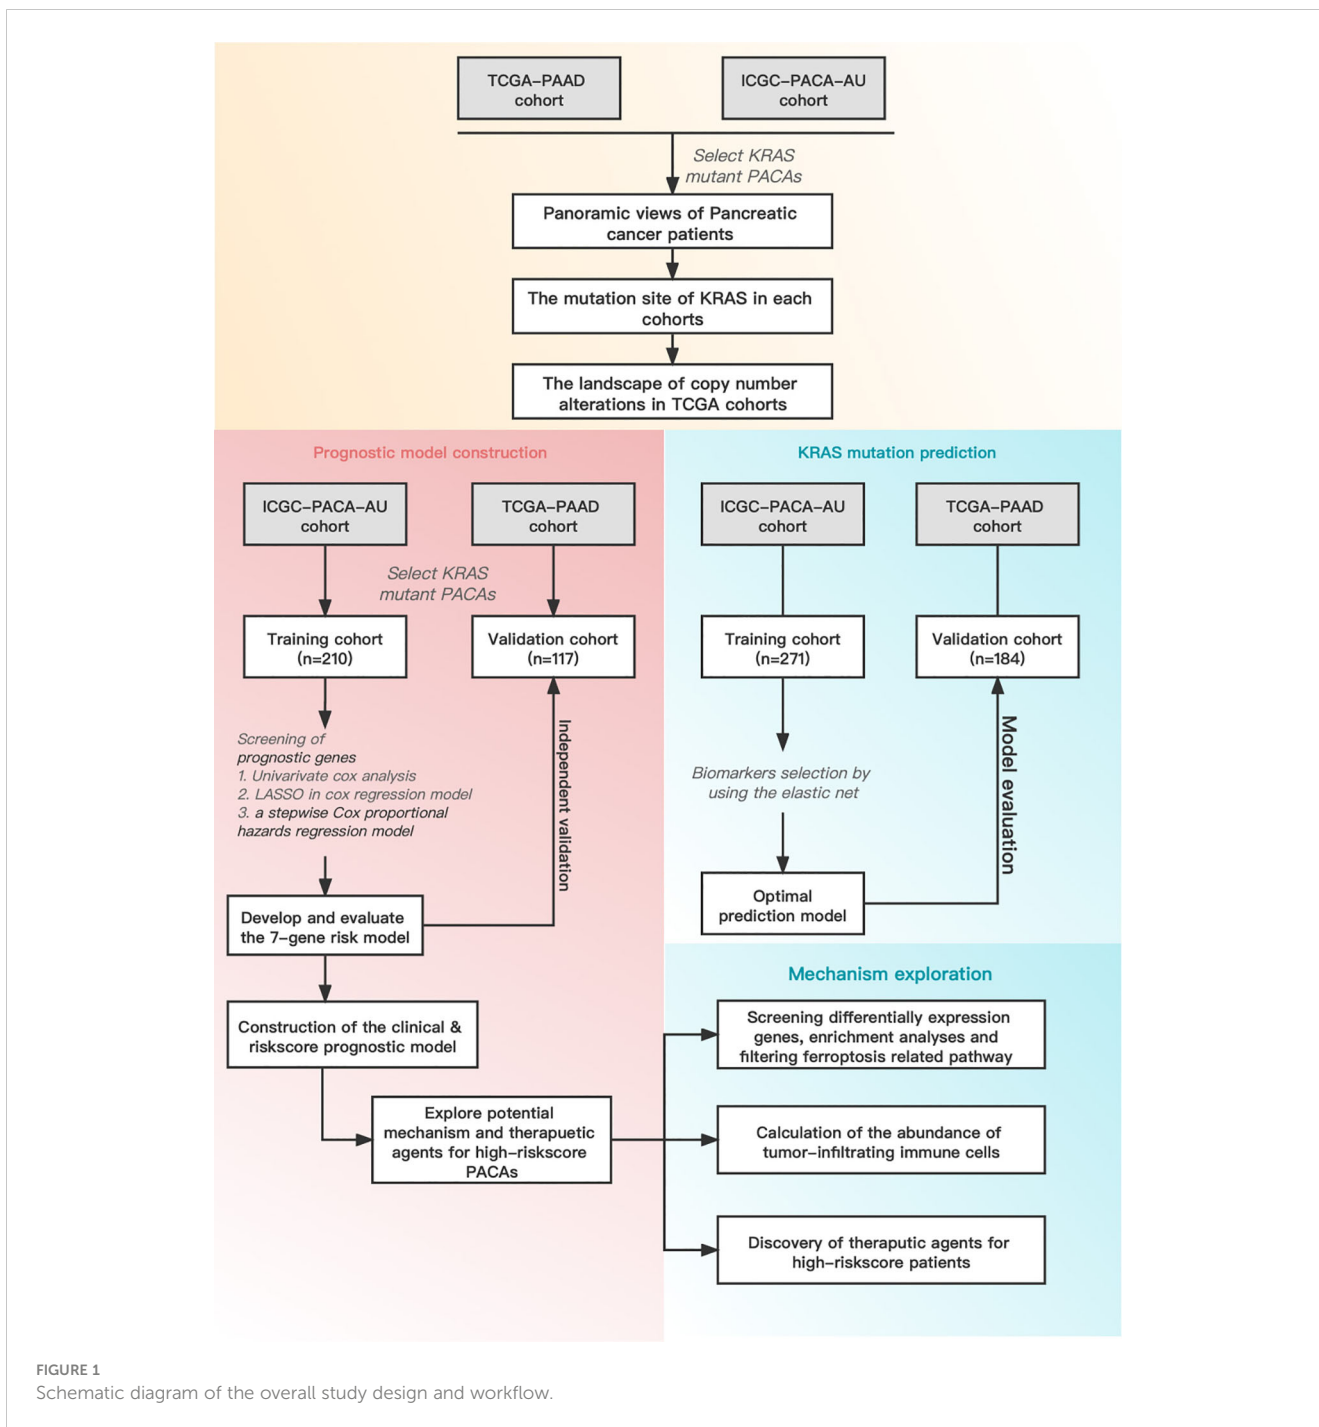 TCGA–PAAD
cohort
ICGC–PACA–AU
cohort
Select KRAS
mutant PACAs
Panoramic views of Pancreatic
cancer patients
The mutation site of KRAS in each
cohorts
The landscape of copy number
alterations in TCGA cohorts
Prognostic model construction
ICGC–PACA–AU
cohort
TCGA–PAAD
cohort
Select KRAS
mutant PACAs
Training cohort
(n=210)
Validation cohort
(n=117)
Screening of
prognostic genes
1. Univarivate cox analysis
2. LASSO in cox regression model
3. a stepwise Cox proportional
hazards regression model
Independent validation
Develop and evaluate
the 7–gene risk model
Construction of the clinical &
riskscore prognostic model
Explore potential
mechanism and therapuetic
agents for high–riskscore
PACAs
KRAS mutation prediction
ICGC–PACA–AU
cohort
TCGA–PAAD
cohort
Training cohort
(n=271)
Validation cohort
(n=184)
Biomarkers selection by
using the elastic net
Model evaluation
Optimal
prediction model
Mechanism exploration
Screening differentially expression
genes, enrichment analyses and
filtering ferroptosis related pathway
Calculation of the abundance of
tumor–infiltrating immune cells
Discovery of theraputic agents for
high–riskscore patients
FIGURE 1
Schematic diagram of the overall study design and workflow.